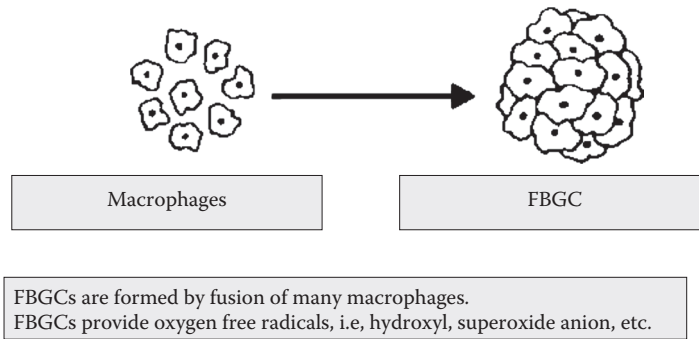 Macrophages
FBGC
FBGCs are formed by fusion of many macrophages.
FBGCs provide oxygen free radicals, i.e, hydroxyl, superoxide anion, etc.